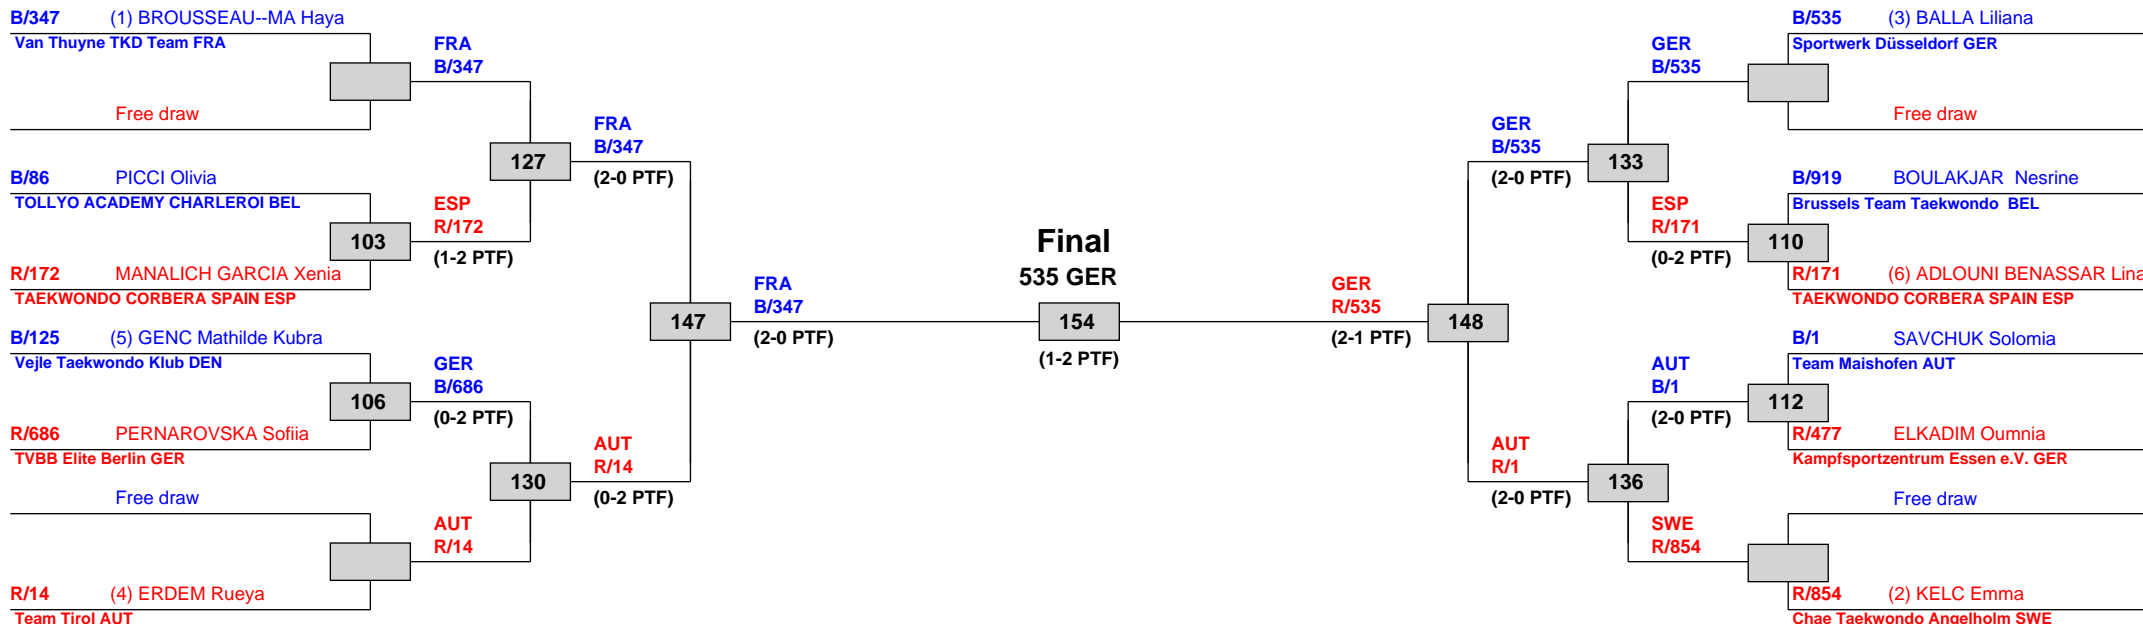 B/347 (1) BROUSSEAU--MA Haya
Van Thuyne TKD Team FRA
Free draw
B/86 PICCI Olivia
TOLLYO ACADEMY CHARLEROI BEL
R/172 MANALICH GARCIA Xenia
TAEKWONDO CORBERA SPAIN ESP
B/125 (5) GENC Mathilde Kubra
Vejle Taekwondo Klub DEN
R/686 PERNAROVSKA Sofiia
TVBB Elite Berlin GER
Free draw
R/14 (4) ERDEM Rueya
Team Tirol AUT
103
106
FRA
B/347
ESP
R/172
(1-2 PTF)
GER
B/686
(0-2 PTF)
AUT
R/14
127
130
FRA
B/347
(2-0 PTF)
AUT
R/14
(0-2 PTF)
147
FRA
B/347
(2-0 PTF)
Final
535 GER
154
(1-2 PTF)
GER
R/535
(2-1 PTF)
148
GER
B/535
(2-0 PTF)
AUT
R/1
(2-0 PTF)
133
136
GER
B/535
ESP
R/171
(0-2 PTF)
AUT
B/1
(2-0 PTF)
SWE
R/854
110
112
B/535 (3) BALLA Liliana
Sportwerk Düsseldorf GER
Free draw
B/919 BOULAKJAR Nesrine
Brussels Team Taekwondo BEL
R/171 (6) ADLOUNI BENASSAR Lina
TAEKWONDO CORBERA SPAIN ESP
B/1 SAVCHUK Solomia
Team Maishofen AUT
R/477 ELKADIM Oumnia
Kampfsportzentrum Essen e.V. GER
Free draw
R/854 (2) KELC Emma
Chae Taekwondo Angelholm SWE